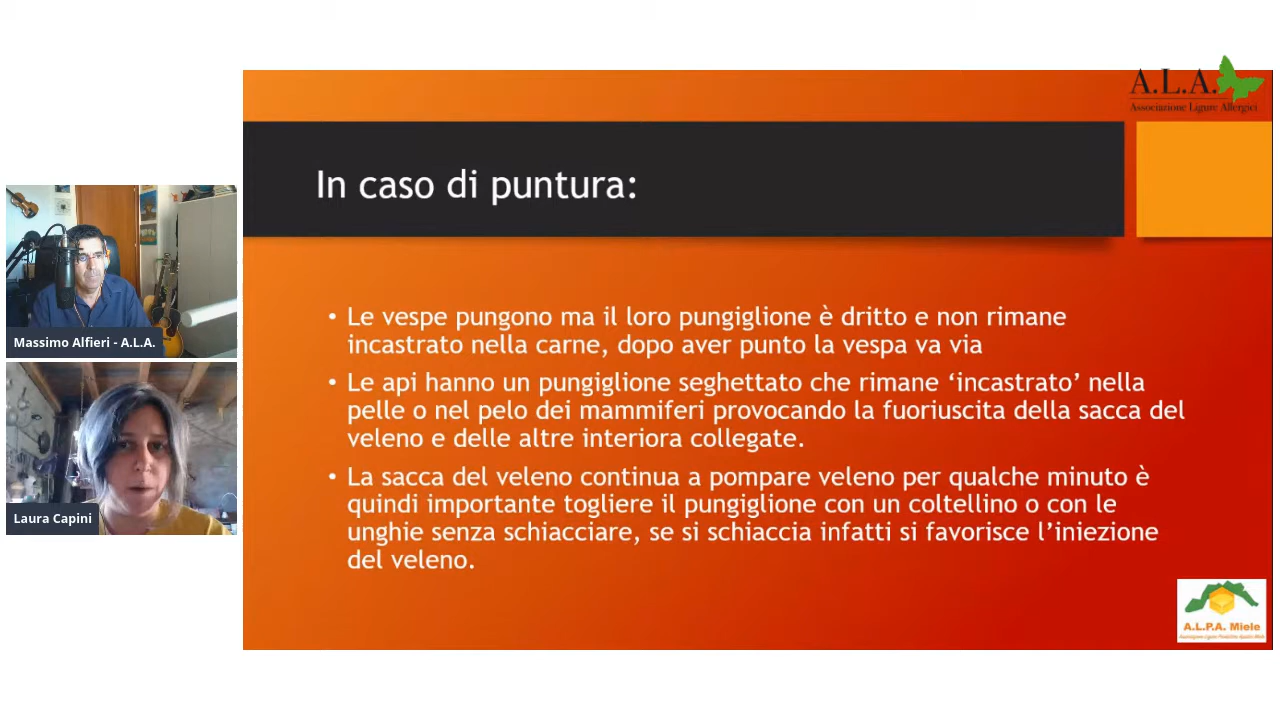 A.L.A.
Associazione Ligure Allergici
In caso di puntura:
• Le vespe pungono ma il loro pungiglione è dritto e non rimane
incastrato nella carne, dopo aver punto la vespa va via
• Le api hanno un pungiglione seghettato che rimane ‘incastrato’ nella
pelle o nel pelo dei mammiferi provocando la fuoriuscita della sacca del
veleno e delle altre interiora collegate.
• La sacca del veleno continua a pompare veleno per qualche minuto è
quindi importante togliere il pungiglione con un coltellino o con le
unghie senza schiacciare, se si schiaccia infatti si favorisce l’iniezione
del veleno.
Massimo Alfieri - A.L.A.
Laura Capini
A.L.P.A. Miele